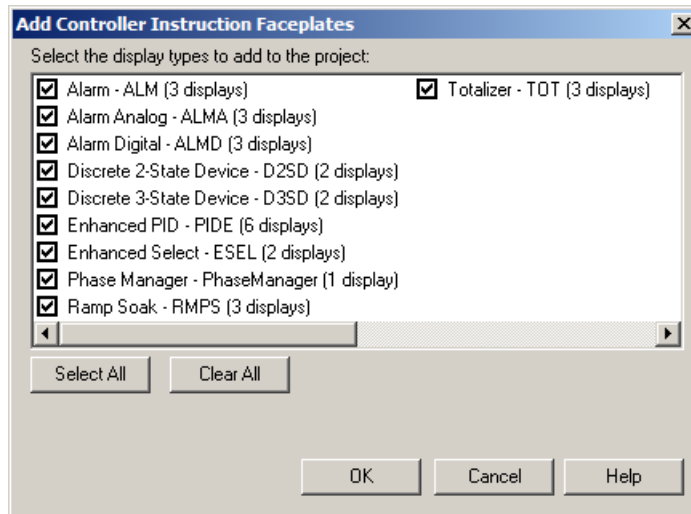 Add Controller Instruction Faceplates
Select the display types to add to the project:
Alarm - ALM (3 displays)
Alarm Analog - ALMA (3 displays)
Alarm Digital - ALMD (3 displays)
Discrete 2-State Device - D2SD (2 displays)
Discrete 3-State Device - D3SD (2 displays)
Enhanced PID - PIDE (6 displays)
Enhanced Select - ESEL (2 displays)
Phase Manager - PhaseManager (1 display)
Ramp Soak - RMPS (3 displays)
Totalizer - TOT (3 displays)
Select All
Clear All
OK
Cancel
Help